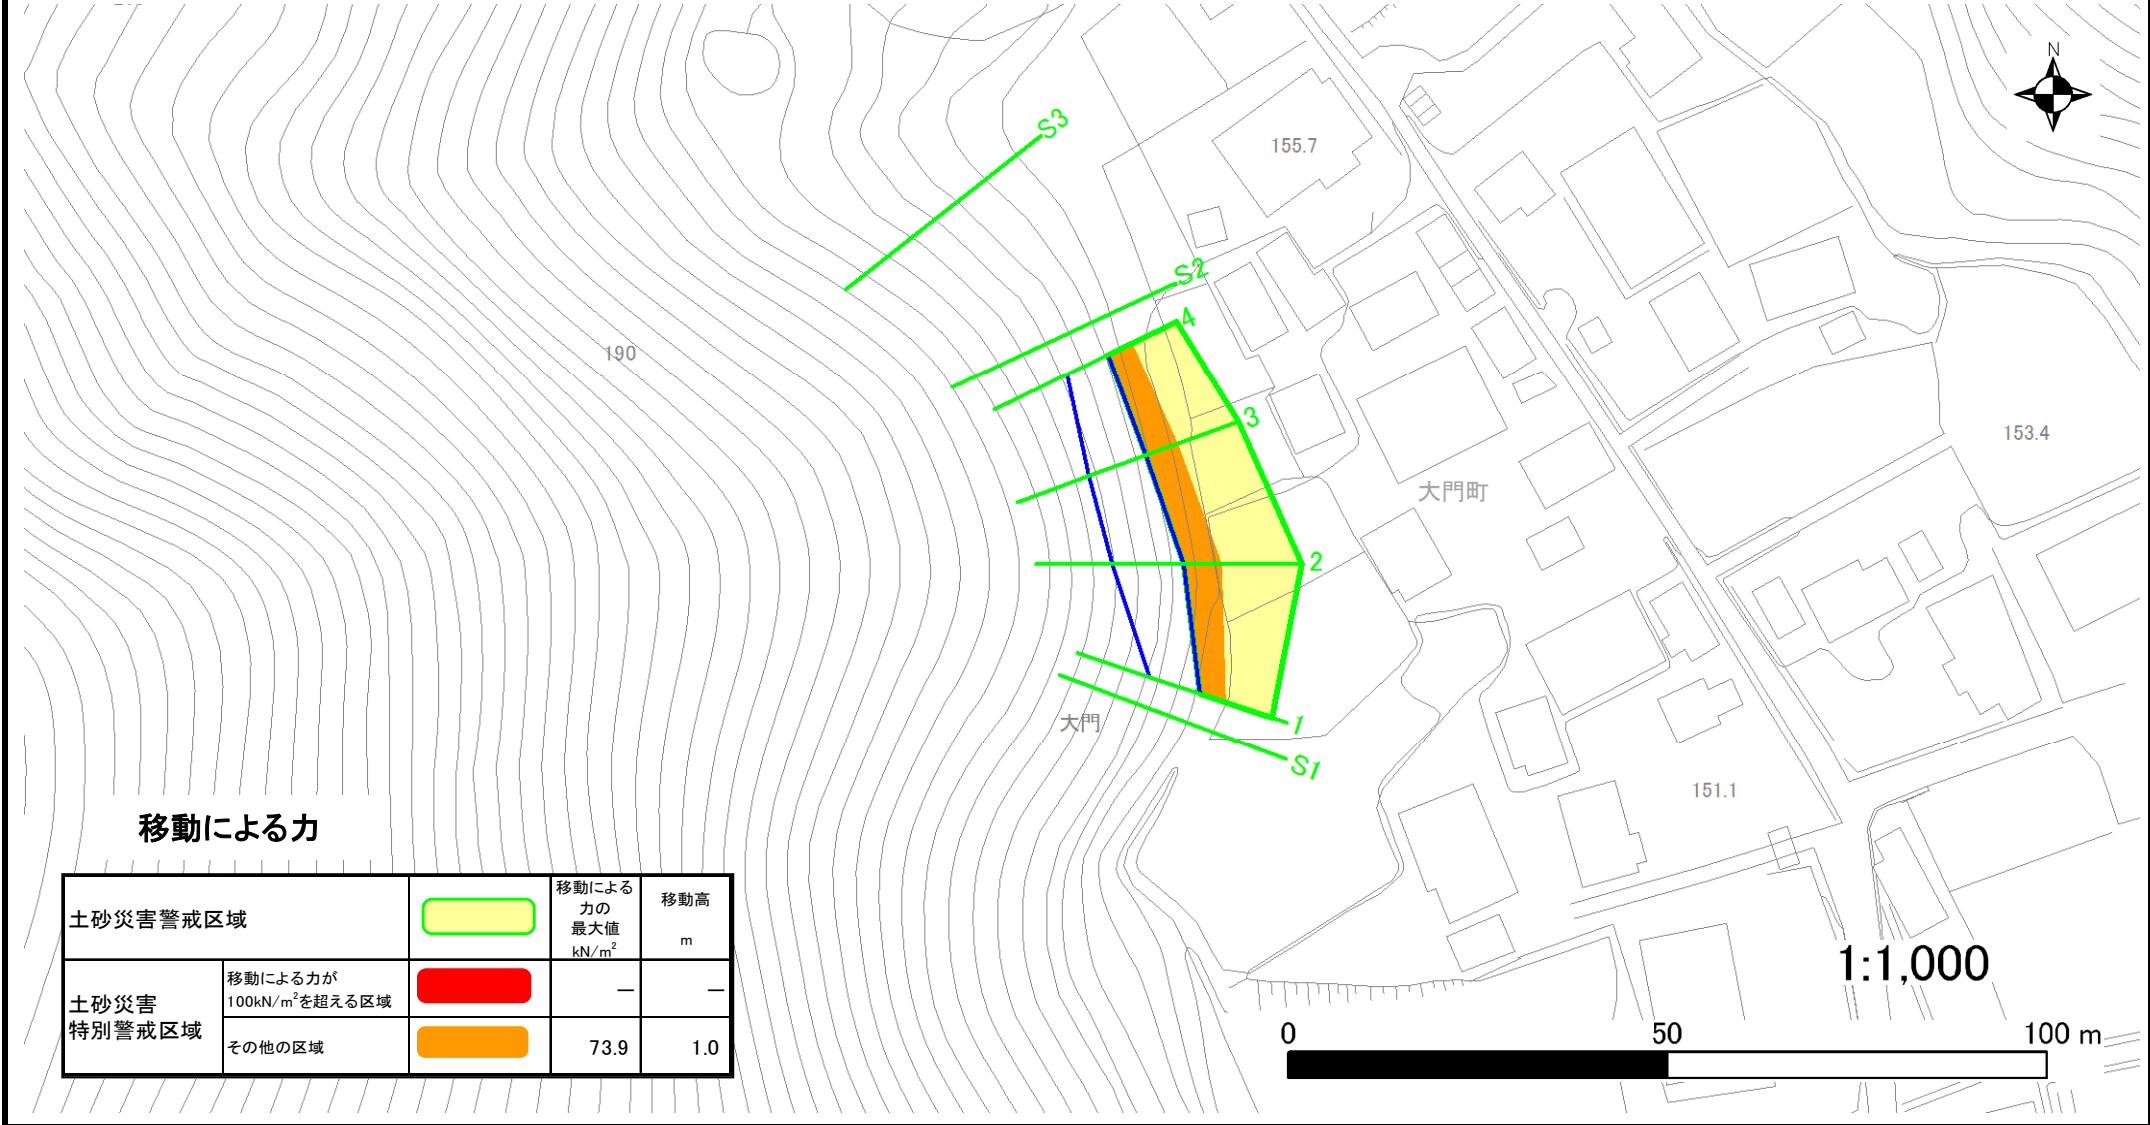 N
S3
155.7
S2
4
190
3
153.4
大門町
2
大門
1
S1
151.1
移動による力
土砂災害警戒区域
移動による
力の
最大値
kN/m²
移動高
m
土砂災害
特別警戒区域
移動による力が
100kN/m²を超える区域
—
—
その他の区域
73.9
1.0
1:1,000
0
50
100 m